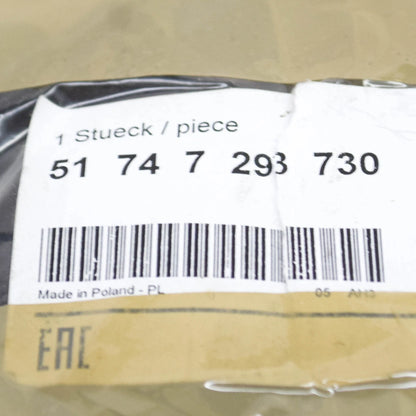 1 Stueck / piece
51 74 7 293 730
Made in Poland - PL 05 AH3
EAC